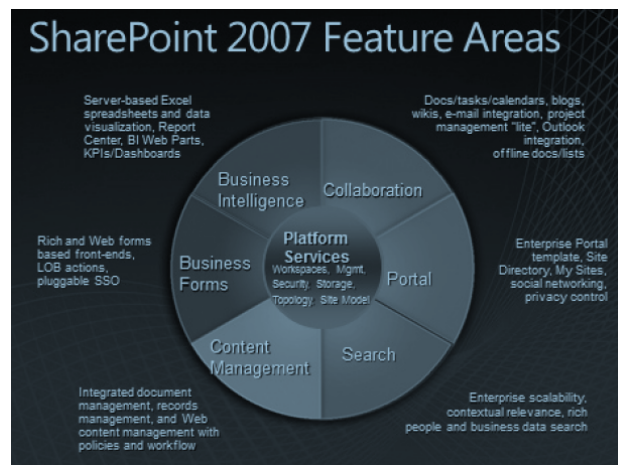 SharePoint 2007 Feature Areas
Server-based Excel
spreadsheets and data
visualization, Report
Center, BI Web Parts,
KPIs/Dashboards
Docs/tasks/calendars, blogs,
wikis, e-mail integration, project
management "lite", Outlook
integration,
offline docs/lists
Business
Intelligence
Collaboration
Rich and Web forms
based front-ends,
LOB actions,
pluggable SSO
Business
Forms
Platform
Services
Workspaces, Mgmt,
Security, Storage,
Topology, Site Model
Portal
Enterprise Portal
template, Site
Directory, My Sites,
social networking,
privacy control
Content
Management
Search
Integrated document
management, records
management, and Web
content management with
policies and workflow
Enterprise scalability,
contextual relevance, rich
people and business data search